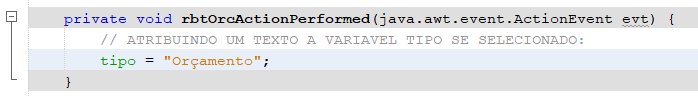 private void rbtOrcActionPerformed(java.awt.event.ActionEvent evt) {
// ATRIBUINDO UM TEXTO A VARIAVEL TIPO SE SELECIONADO:
tipo = "Orçamento";
}